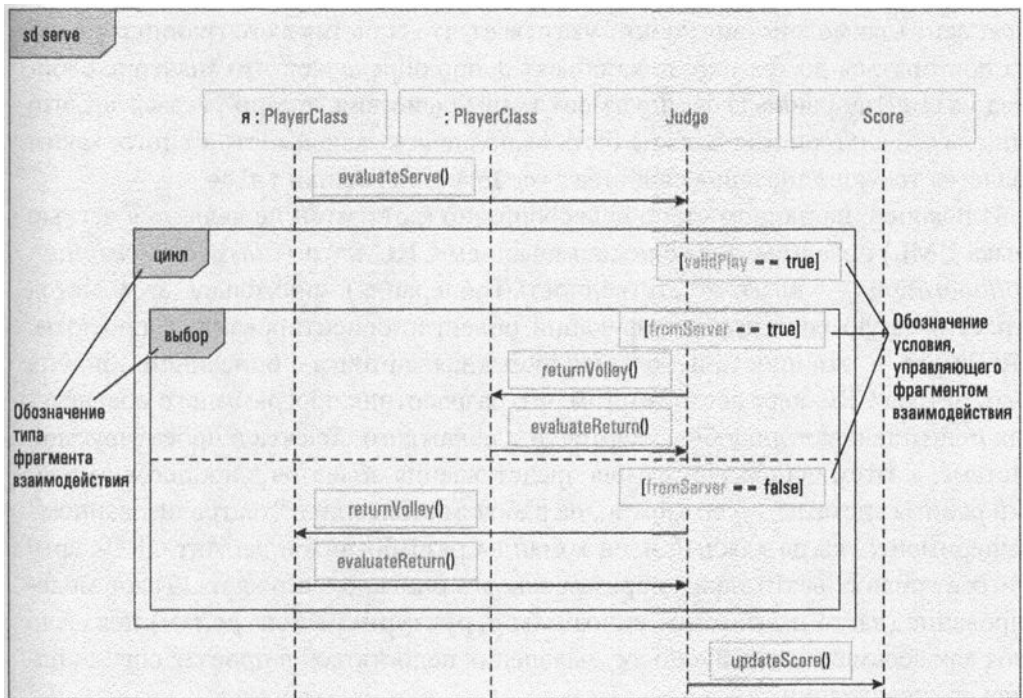 sd serve
я : PlayerClass
: PlayerClass
Judge
Score
evaluateServe()
цикл
[validPlay == true]
выбор
[fromServer == true]
Обозначение
условия,
управляющего
фрагментом
взаимодействия
returnVolley()
Обозначение
типа
фрагмента
взаимодействия
evaluateReturn()
[fromServer == false]
returnVolley()
evaluateReturn()
updateScore()